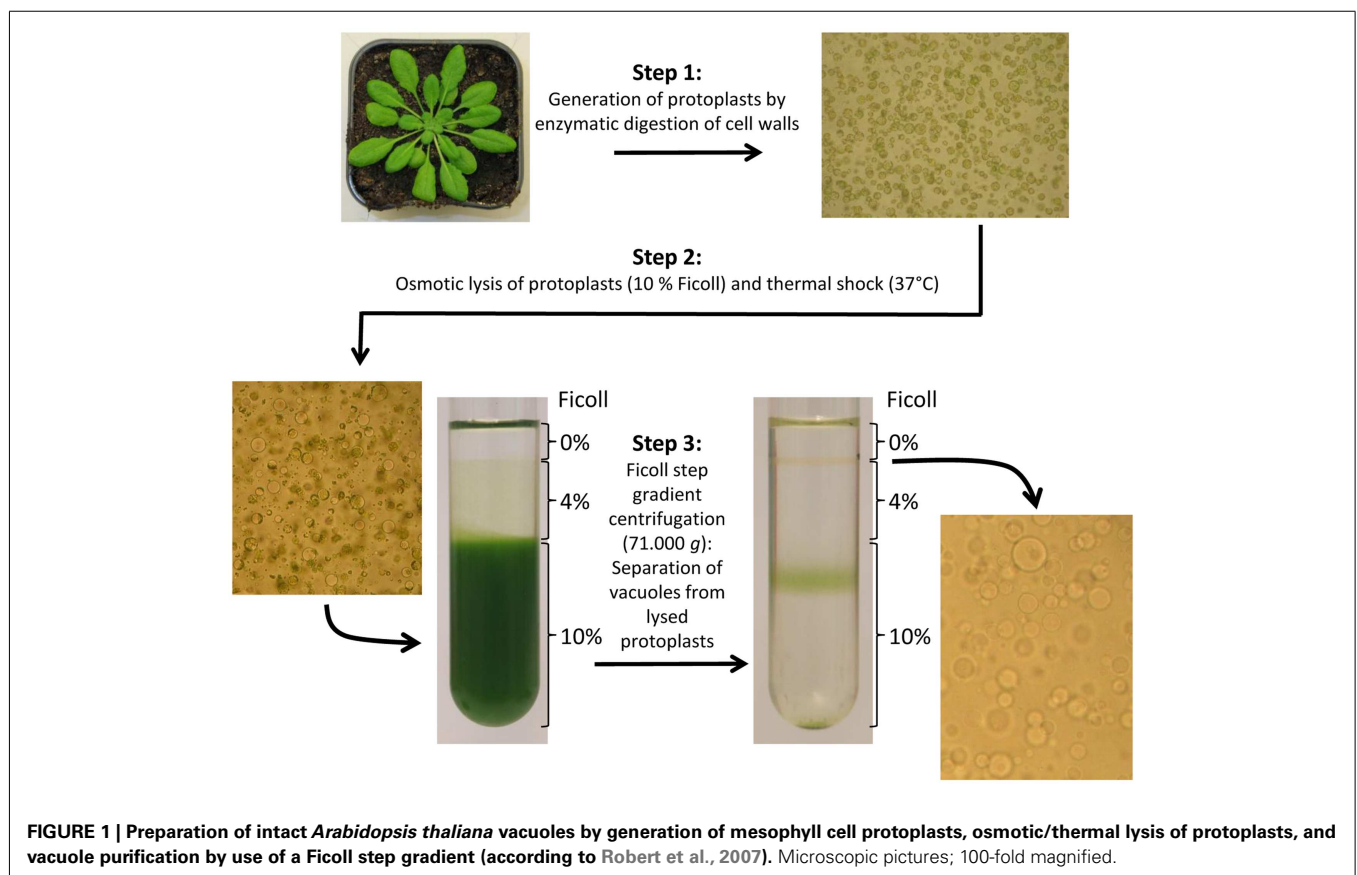 Step 1:
Generation of protoplasts by
enzymatic digestion of cell walls
Step 2:
Osmotic lysis of protoplasts (10 % Ficoll) and thermal shock (37°C)
Ficoll
0%
4%
10%
Step 3:
Ficoll step
gradient
centrifugation
(71.000 g):
Separation of
vacuoles from
lysed
protoplasts
Ficoll
0%
4%
10%
FIGURE 1 | Preparation of intact Arabidopsis thaliana vacuoles by generation of mesophyll cell protoplasts, osmotic/thermal lysis of protoplasts, and
vacuole purification by use of a Ficoll step gradient (according to Robert et al., 2007). Microscopic pictures; 100-fold magnified.